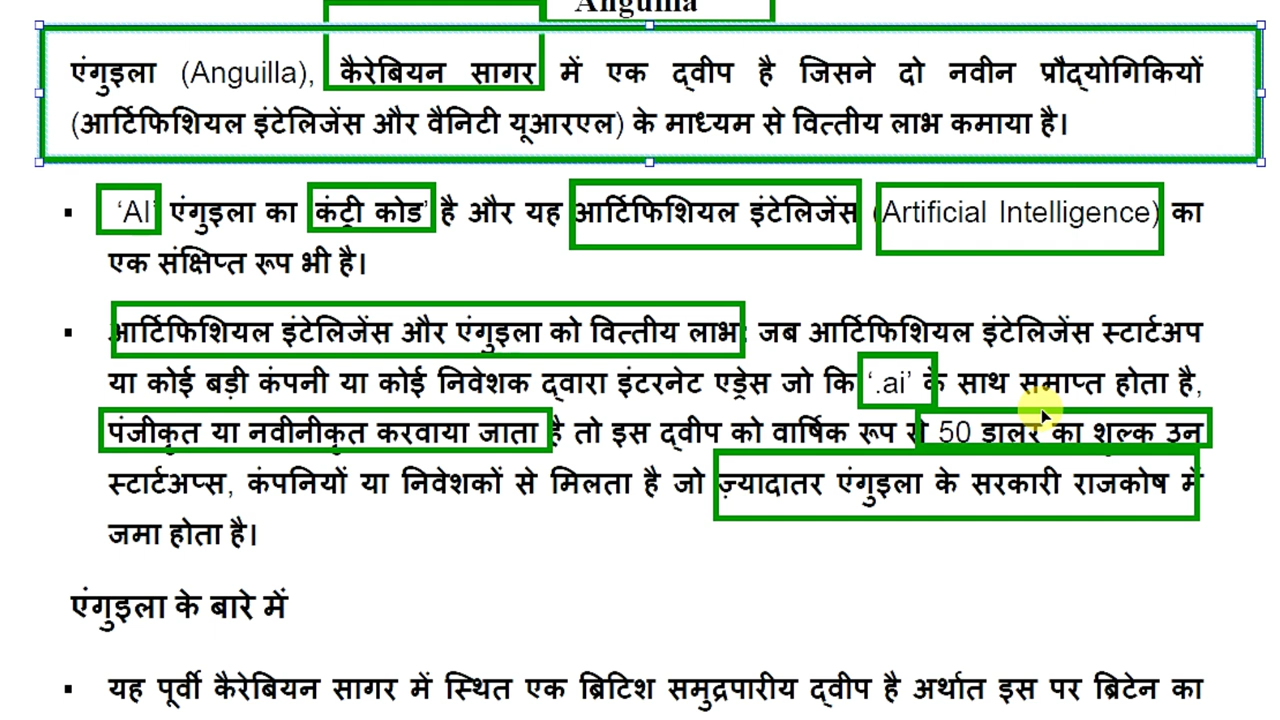 Anguilla
एंगुइला (Anguilla), कैरेबियन सागर में एक द्वीप है जिसने दो नवीन प्रौद्योगिकियों
(आर्टिफिशियल इंटेलिजेंस और वैनिटी यूआरएल) के माध्यम से वित्तीय लाभ कमाया है।
▪ ‘AI’ एंगुइला का कंट्री कोड’ है और यह आर्टिफिशियल इंटेलिजेंस (Artificial Intelligence) का
एक संक्षिप्त रूप भी है।
▪ आर्टिफिशियल इंटेलिजेंस और एंगुइला को वित्तीय लाभ: जब आर्टिफिशियल इंटेलिजेंस स्टार्टअप
या कोई बड़ी कंपनी या कोई निवेशक द्वारा इंटरनेट एड्रेस जो कि ‘.ai’ के साथ समाप्त होता है,
पंजीकृत या नवीनीकृत करवाया जाता है तो इस द्वीप को वार्षिक रूप से 50 डालर का शुल्क उन
स्टार्टअप्स, कंपनियों या निवेशकों से मिलता है जो ज़्यादातर एंगुइला के सरकारी राजकोष में
जमा होता है।
एंगुइला के बारे में
▪ यह पूर्वी कैरेबियन सागर में स्थित एक ब्रिटिश समुद्रपारीय द्वीप है अर्थात इस पर ब्रिटेन का